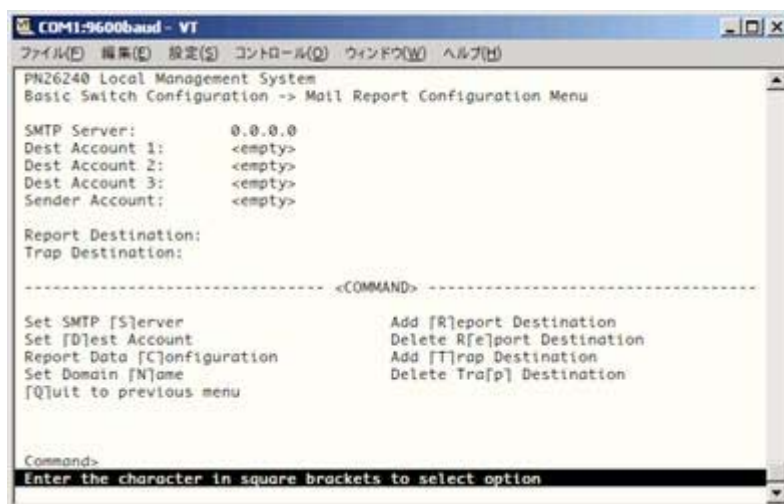 COM1:9600baud - VT
ファイル(F) 編集(E) 設定(S) コントロール(O) ウィンドウ(W) ヘルプ(H)
PN26240 Local Management System
Basic Switch Configuration -> Mail Report Configuration Menu
SMTP Server: 0.0.0.0
Dest Account 1: <empty>
Dest Account 2: <empty>
Dest Account 3: <empty>
Sender Account: <empty>
Report Destination:
Trap Destination:
-------------------------------- <COMMAND> -----------------------------------
Set SMTP [S]erver Add [R]eport Destination
Set [D]est Account Delete R[e]port Destination
Report Data [C]onfiguration Add [T]rap Destination
Set Domain [N]ame Delete Tra[p] Destination
[Q]uit to previous menu
Command>
Enter the character in square brackets to select option